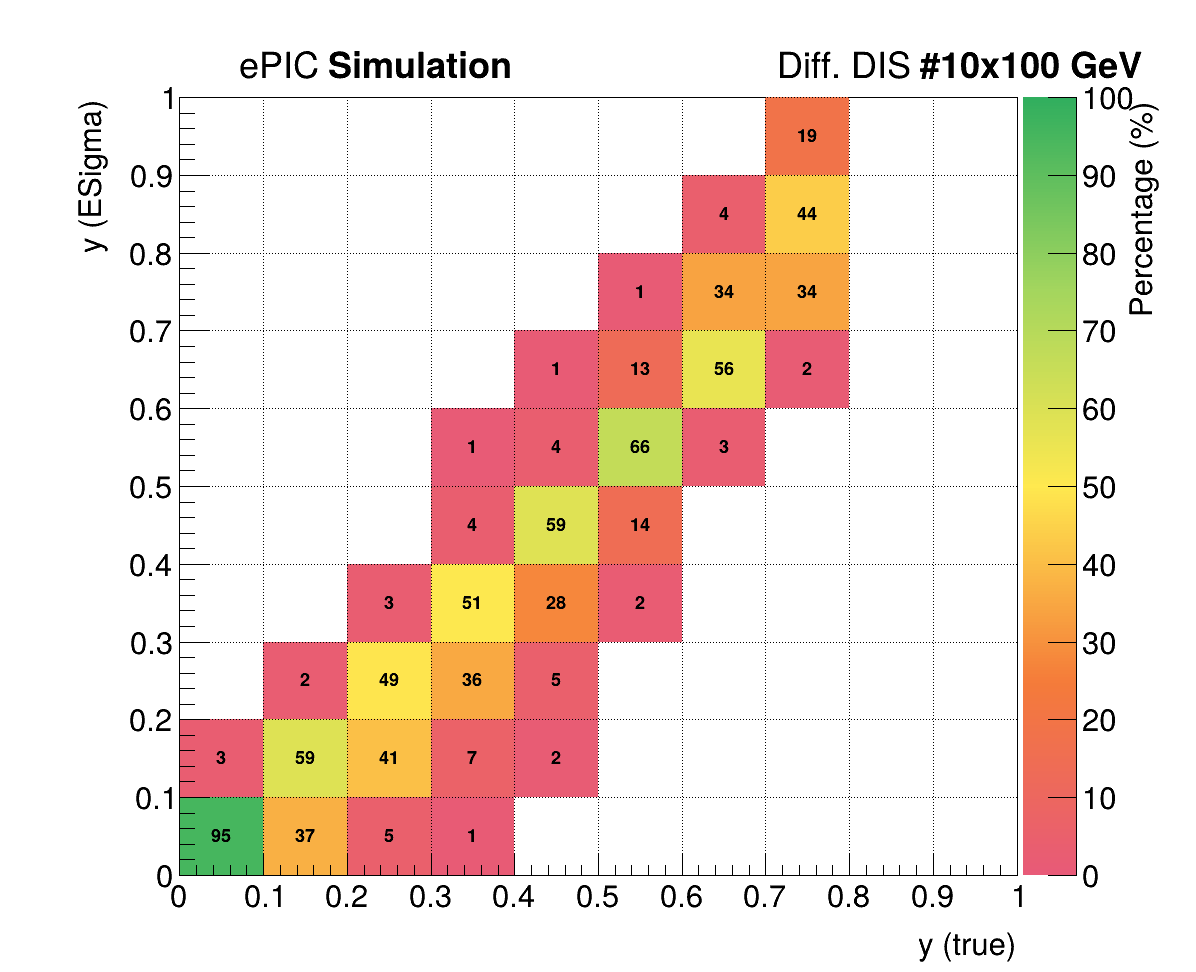 ePIC Simulation Diff. DIS #10x100 GeV
y (ESigma)
Percentage (%)
1 19 100
0.9 4 44 90
0.8 1 34 34 80
0.7 1 13 56 2 70
0.6 1 4 66 3 60
0.5 4 59 14 50
0.4 3 51 28 2 40
0.3 2 49 36 5 30
0.2 3 59 41 7 2 20
0.1 95 37 5 1 10
0 0
0 0.1 0.2 0.3 0.4 0.5 0.6 0.7 0.8 0.9 1
y (true)